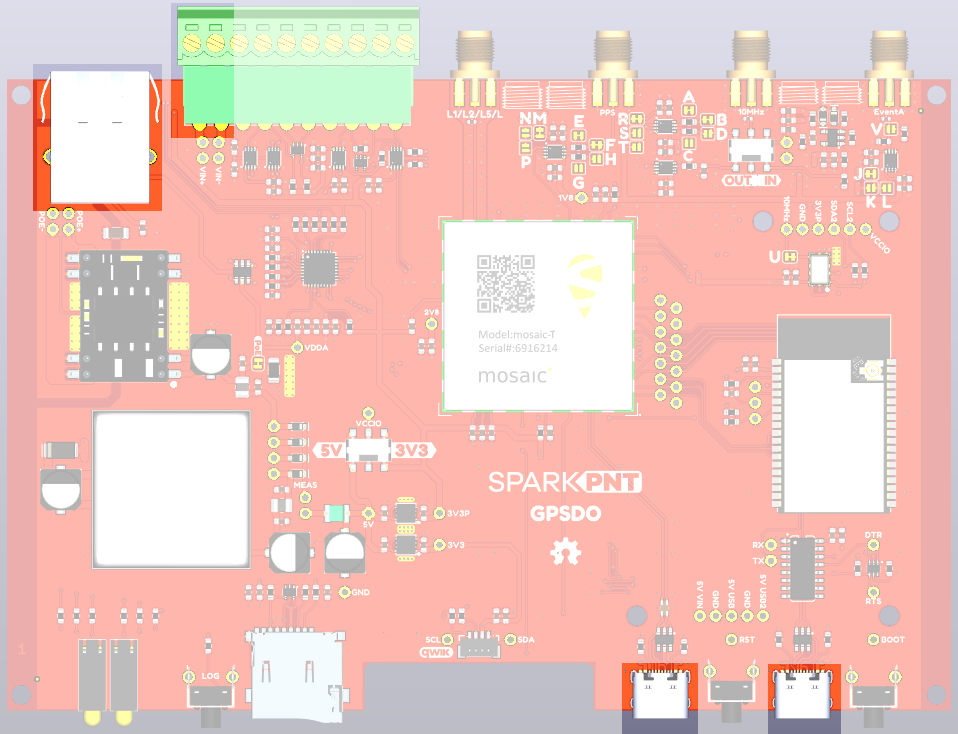 L1/L2/L5/L
PPS
10MHz
EventA
N M
P
E
F
H
G
R
S
T
A
B
D
C
V
J
K L
OUT IN
1V8
VIN+
VIN-
POE-
POE+
10MHz
GND
3V3P
SDA2
SCL2
VCCIO
U
2V8
VDDA
Model:mosaic-T
Serial#:6916214
mosaic
VCCIO
5V
3V3
MEAS
5V
3V3P
3V3
GND
SPARKPNT
GPSDO
RX
TX
DTR
RTS
5V VIN
GND
5V USB
GND
5V USB2
RST
BOOT
SCL
SDA
QWIIC
LOG
1